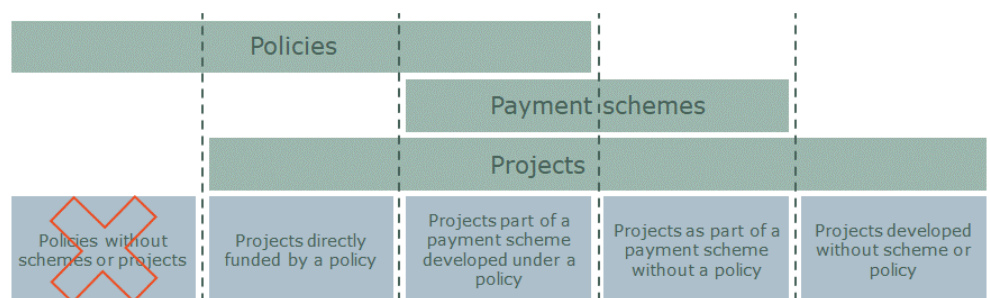 Policies
Payment schemes
Projects
Policies without
schemes or projects
Projects directly
funded by a policy
Projects part of a
payment scheme
developed under a
policy
Projects as part of a
payment scheme
without a policy
Projects developed
without scheme or
policy